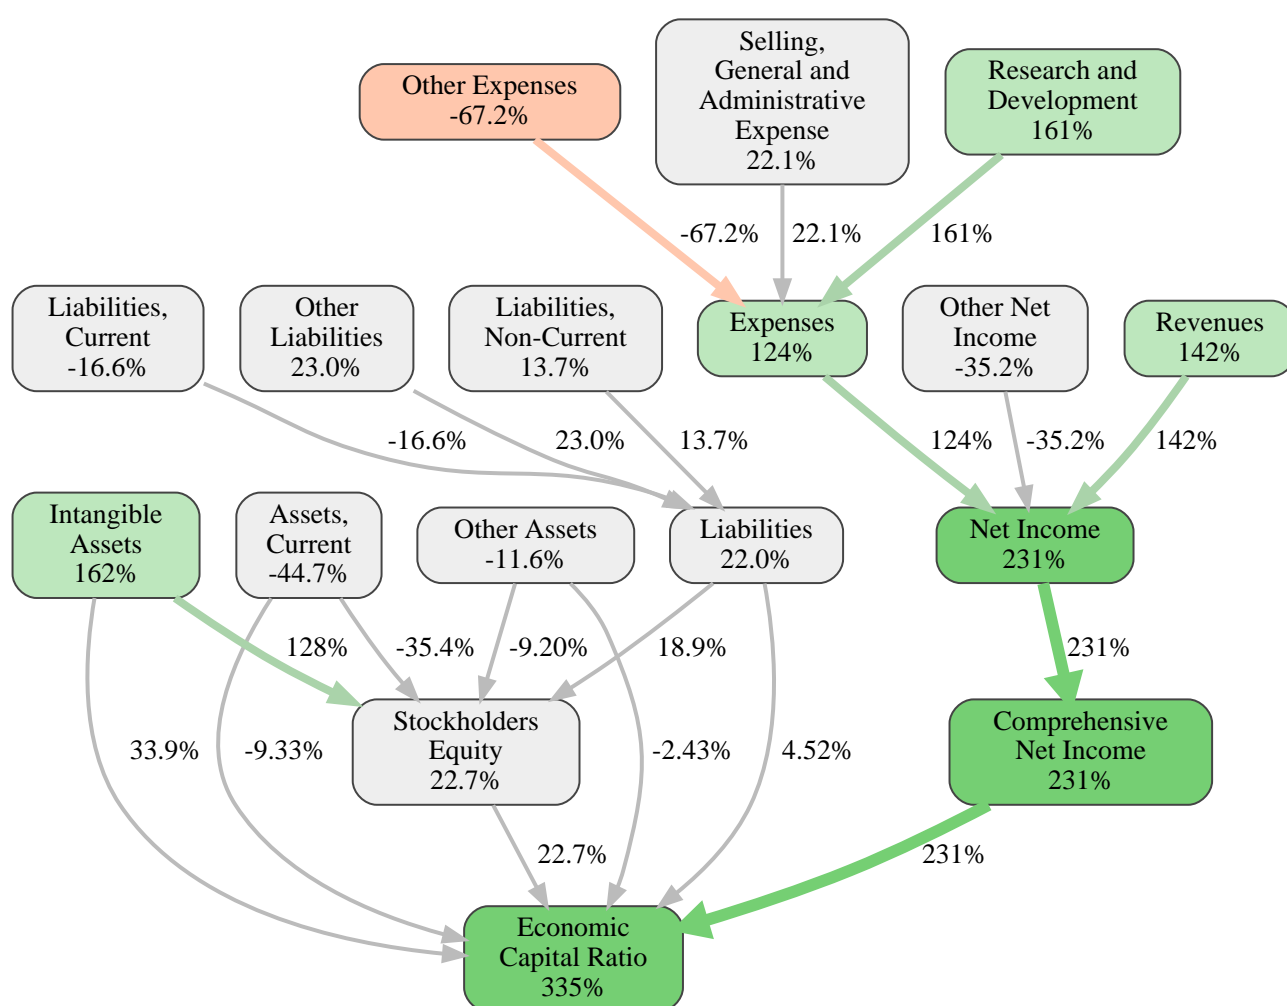 Selling,
General and
Administrative
Expense
22.1%
Other Expenses
-67.2%
Research and
Development
161%
-67.2%
22.1%
161%
Liabilities,
Current
-16.6%
Other
Liabilities
23.0%
Liabilities,
Non-Current
13.7%
Expenses
124%
Other Net
Income
-35.2%
Revenues
142%
-16.6%
23.0%
13.7%
124%
-35.2%
142%
Intangible
Assets
162%
Assets,
Current
-44.7%
Other Assets
-11.6%
Liabilities
22.0%
Net Income
231%
128%
-35.4%
-9.20%
18.9%
231%
Stockholders
Equity
22.7%
Comprehensive
Net Income
231%
33.9%
-9.33%
-2.43%
4.52%
22.7%
231%
Economic
Capital Ratio
335%